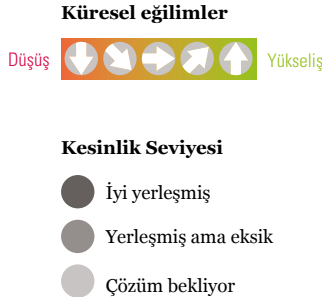 Küresel eğilimler
Düşüş Yükseliş
Kesinlik Seviyesi
İyi yerleşmiş
Yerleşmiş ama eksik
Çözüm bekliyor